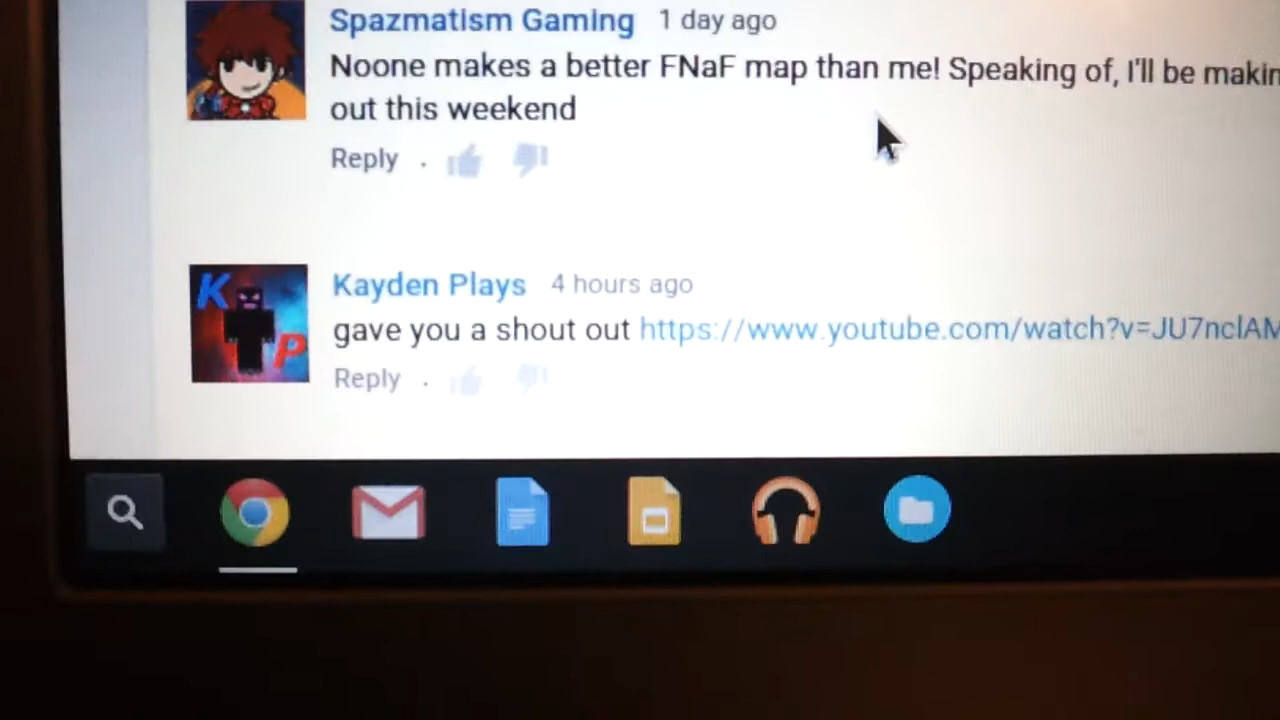 Spazmatism Gaming 1 day ago
Noone makes a better FNaF map than me! Speaking of, I'll be makin
out this weekend
Reply .
K
P
Kayden Plays 4 hours ago
gave you a shout out https://www.youtube.com/watch?v=JU7nclAM
Reply .